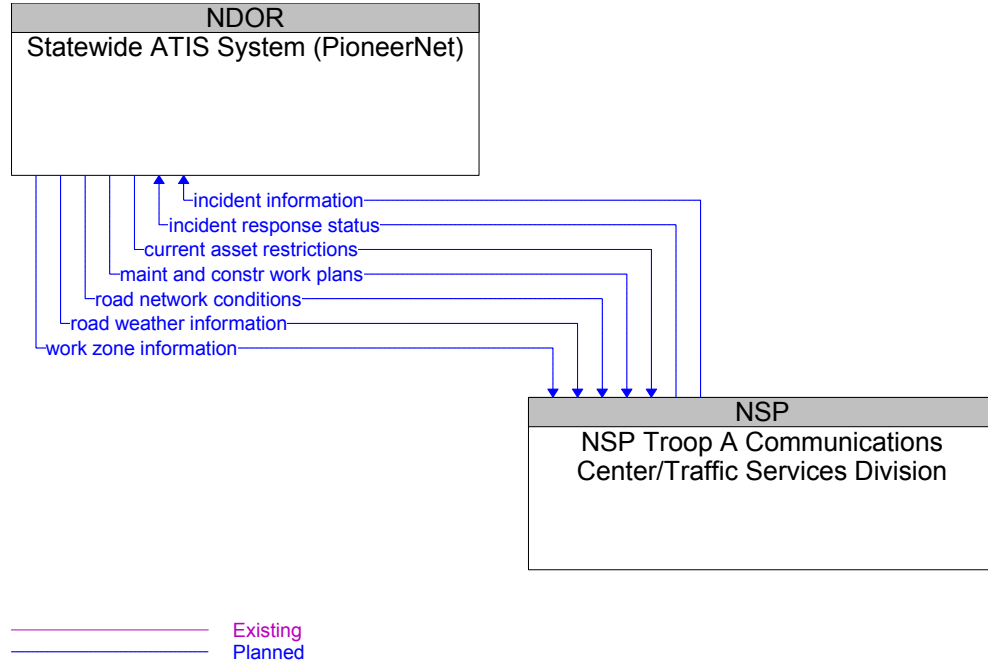 NDOR
Statewide ATIS System (PioneerNet)
incident information
incident response status
current asset restrictions
maint and constr work plans
road network conditions
road weather information
work zone information
NSP
NSP Troop A Communications
Center/Traffic Services Division
Existing
Planned